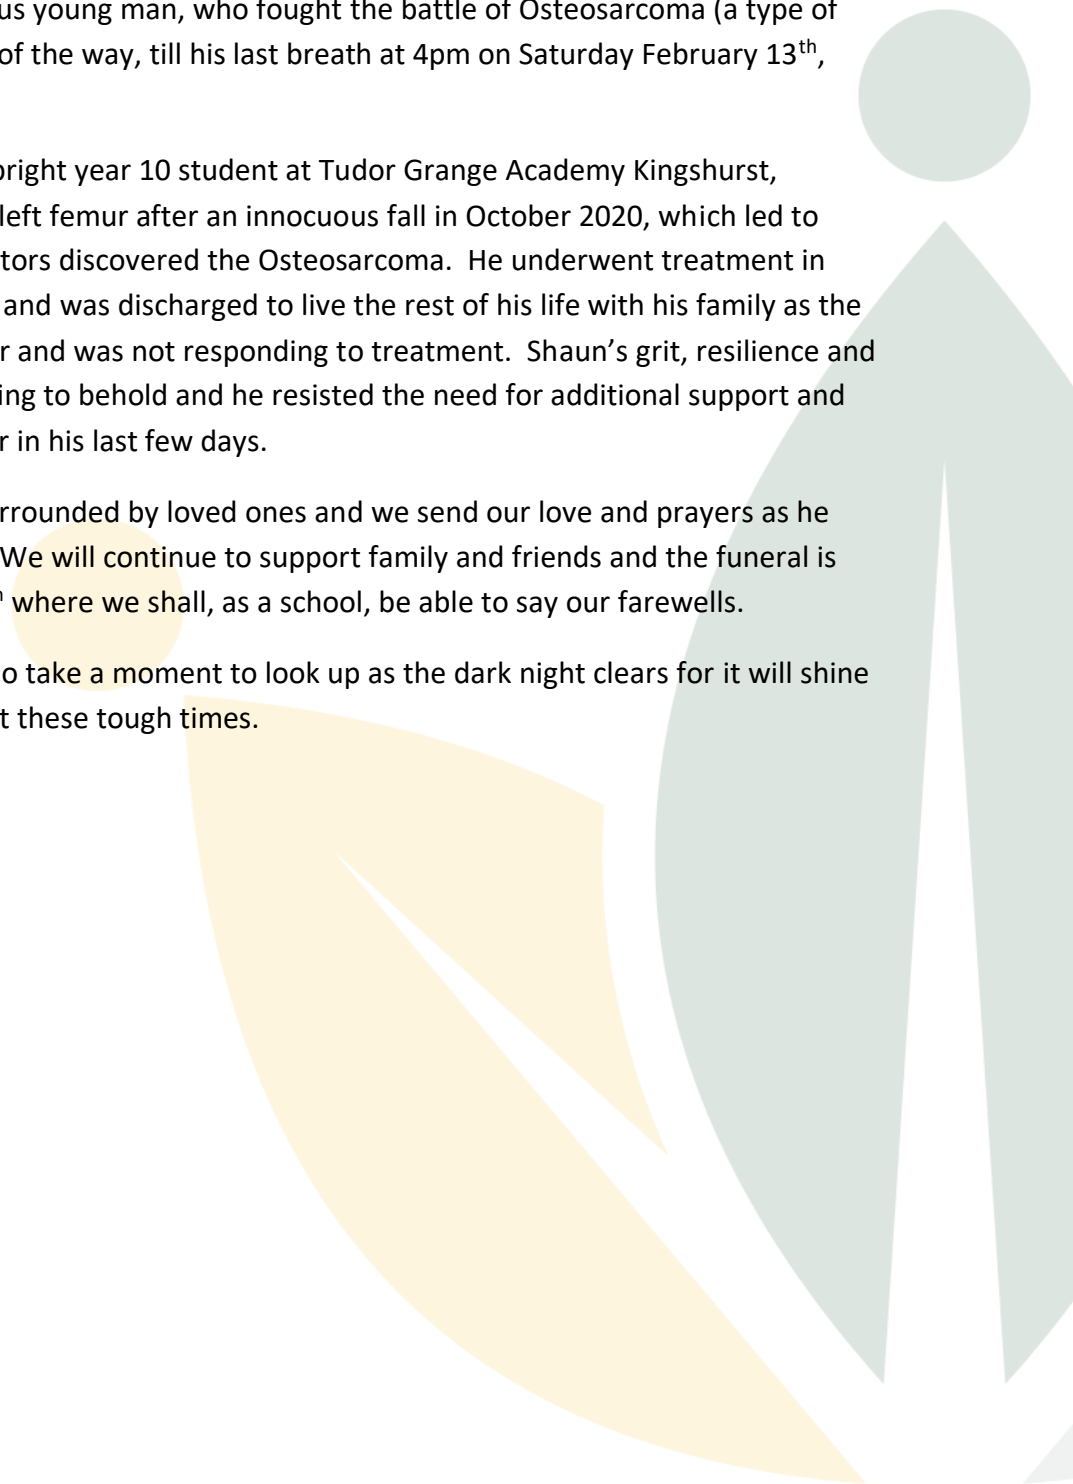 us young man, who fought the battle of Osteosarcoma (a type of
of the way, till his last breath at 4pm on Saturday February 13th,
bright year 10 student at Tudor Grange Academy Kingshurst,
left femur after an innocuous fall in October 2020, which led to
tors discovered the Osteosarcoma.  He underwent treatment in
and was discharged to live the rest of his life with his family as the
r and was not responding to treatment.  Shaun’s grit, resilience and
ing to behold and he resisted the need for additional support and
r in his last few days.
rrounded by loved ones and we send our love and prayers as he
We will continue to support family and friends and the funeral is
where we shall, as a school, be able to say our farewells.
o take a moment to look up as the dark night clears for it will shine
t these tough times.